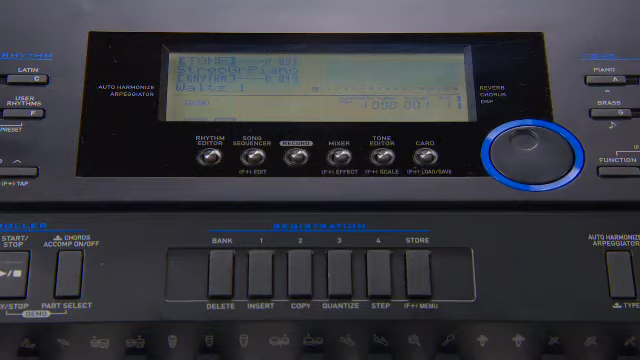 RHYTHM
LATIN
C
USER
RHYTHMS
F
PRESET
(F+) TAP
AUTO HARMONIZE
ARPEGGIATOR
Waltz 1
REVERB
CHORUS
DSP
PIANO
A
BRASS
G
FUNCTION
RHYTHM
EDITOR
SONG
SEQUENCER
RECORD
MIXER
TONE
EDITOR
CARD
(F+) EDIT
(F+) EFFECT
(F+) SCALE
(F+) LOAD/SAVE
START/
STOP
CHORDS
ACCOMP ON/OFF
PART SELECT
DEMO
REGISTRATION
BANK
1
2
3
4
STORE
DELETE
INSERT
COPY
QUANTIZE
STEP
(F+) MENU
AUTO HARMONIZE
ARPEGGIATOR
TYPE